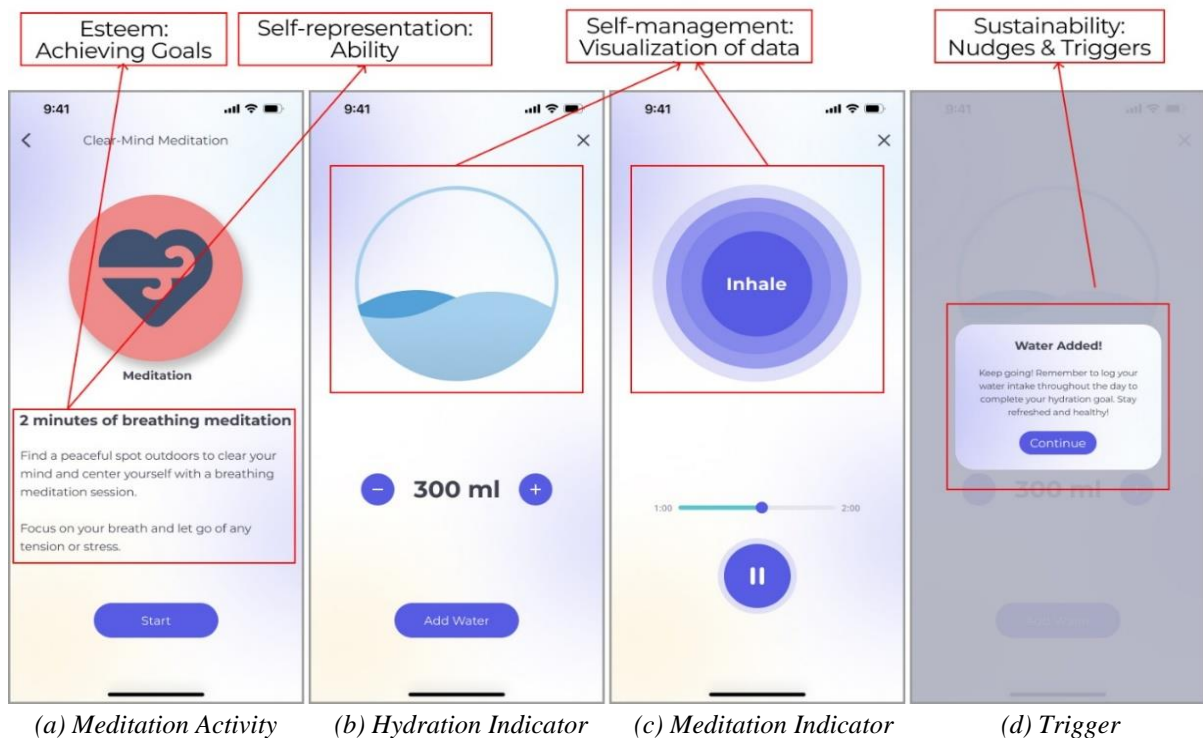 Esteem:
Achieving Goals
Self-representation:
Ability
Self-management:
Visualization of data
Sustainability:
Nudges & Triggers
9:41
Clear-Mind Meditation
Meditation
2 minutes of breathing meditation
Find a peaceful spot outdoors to clear your
mind and center yourself with a breathing
meditation session.
Focus on your breath and let go of any
tension or stress.
Start
(a) Meditation Activity
9:41
300 ml
Add Water
(b) Hydration Indicator
9:41
Inhale
1:00
2:00
(c) Meditation Indicator
9:41
Water Added!
Keep going! Remember to log your
water intake throughout the day to
complete your hydration goal. Stay
refreshed and healthy!
Continue
300 ml
Add Water
(d) Trigger